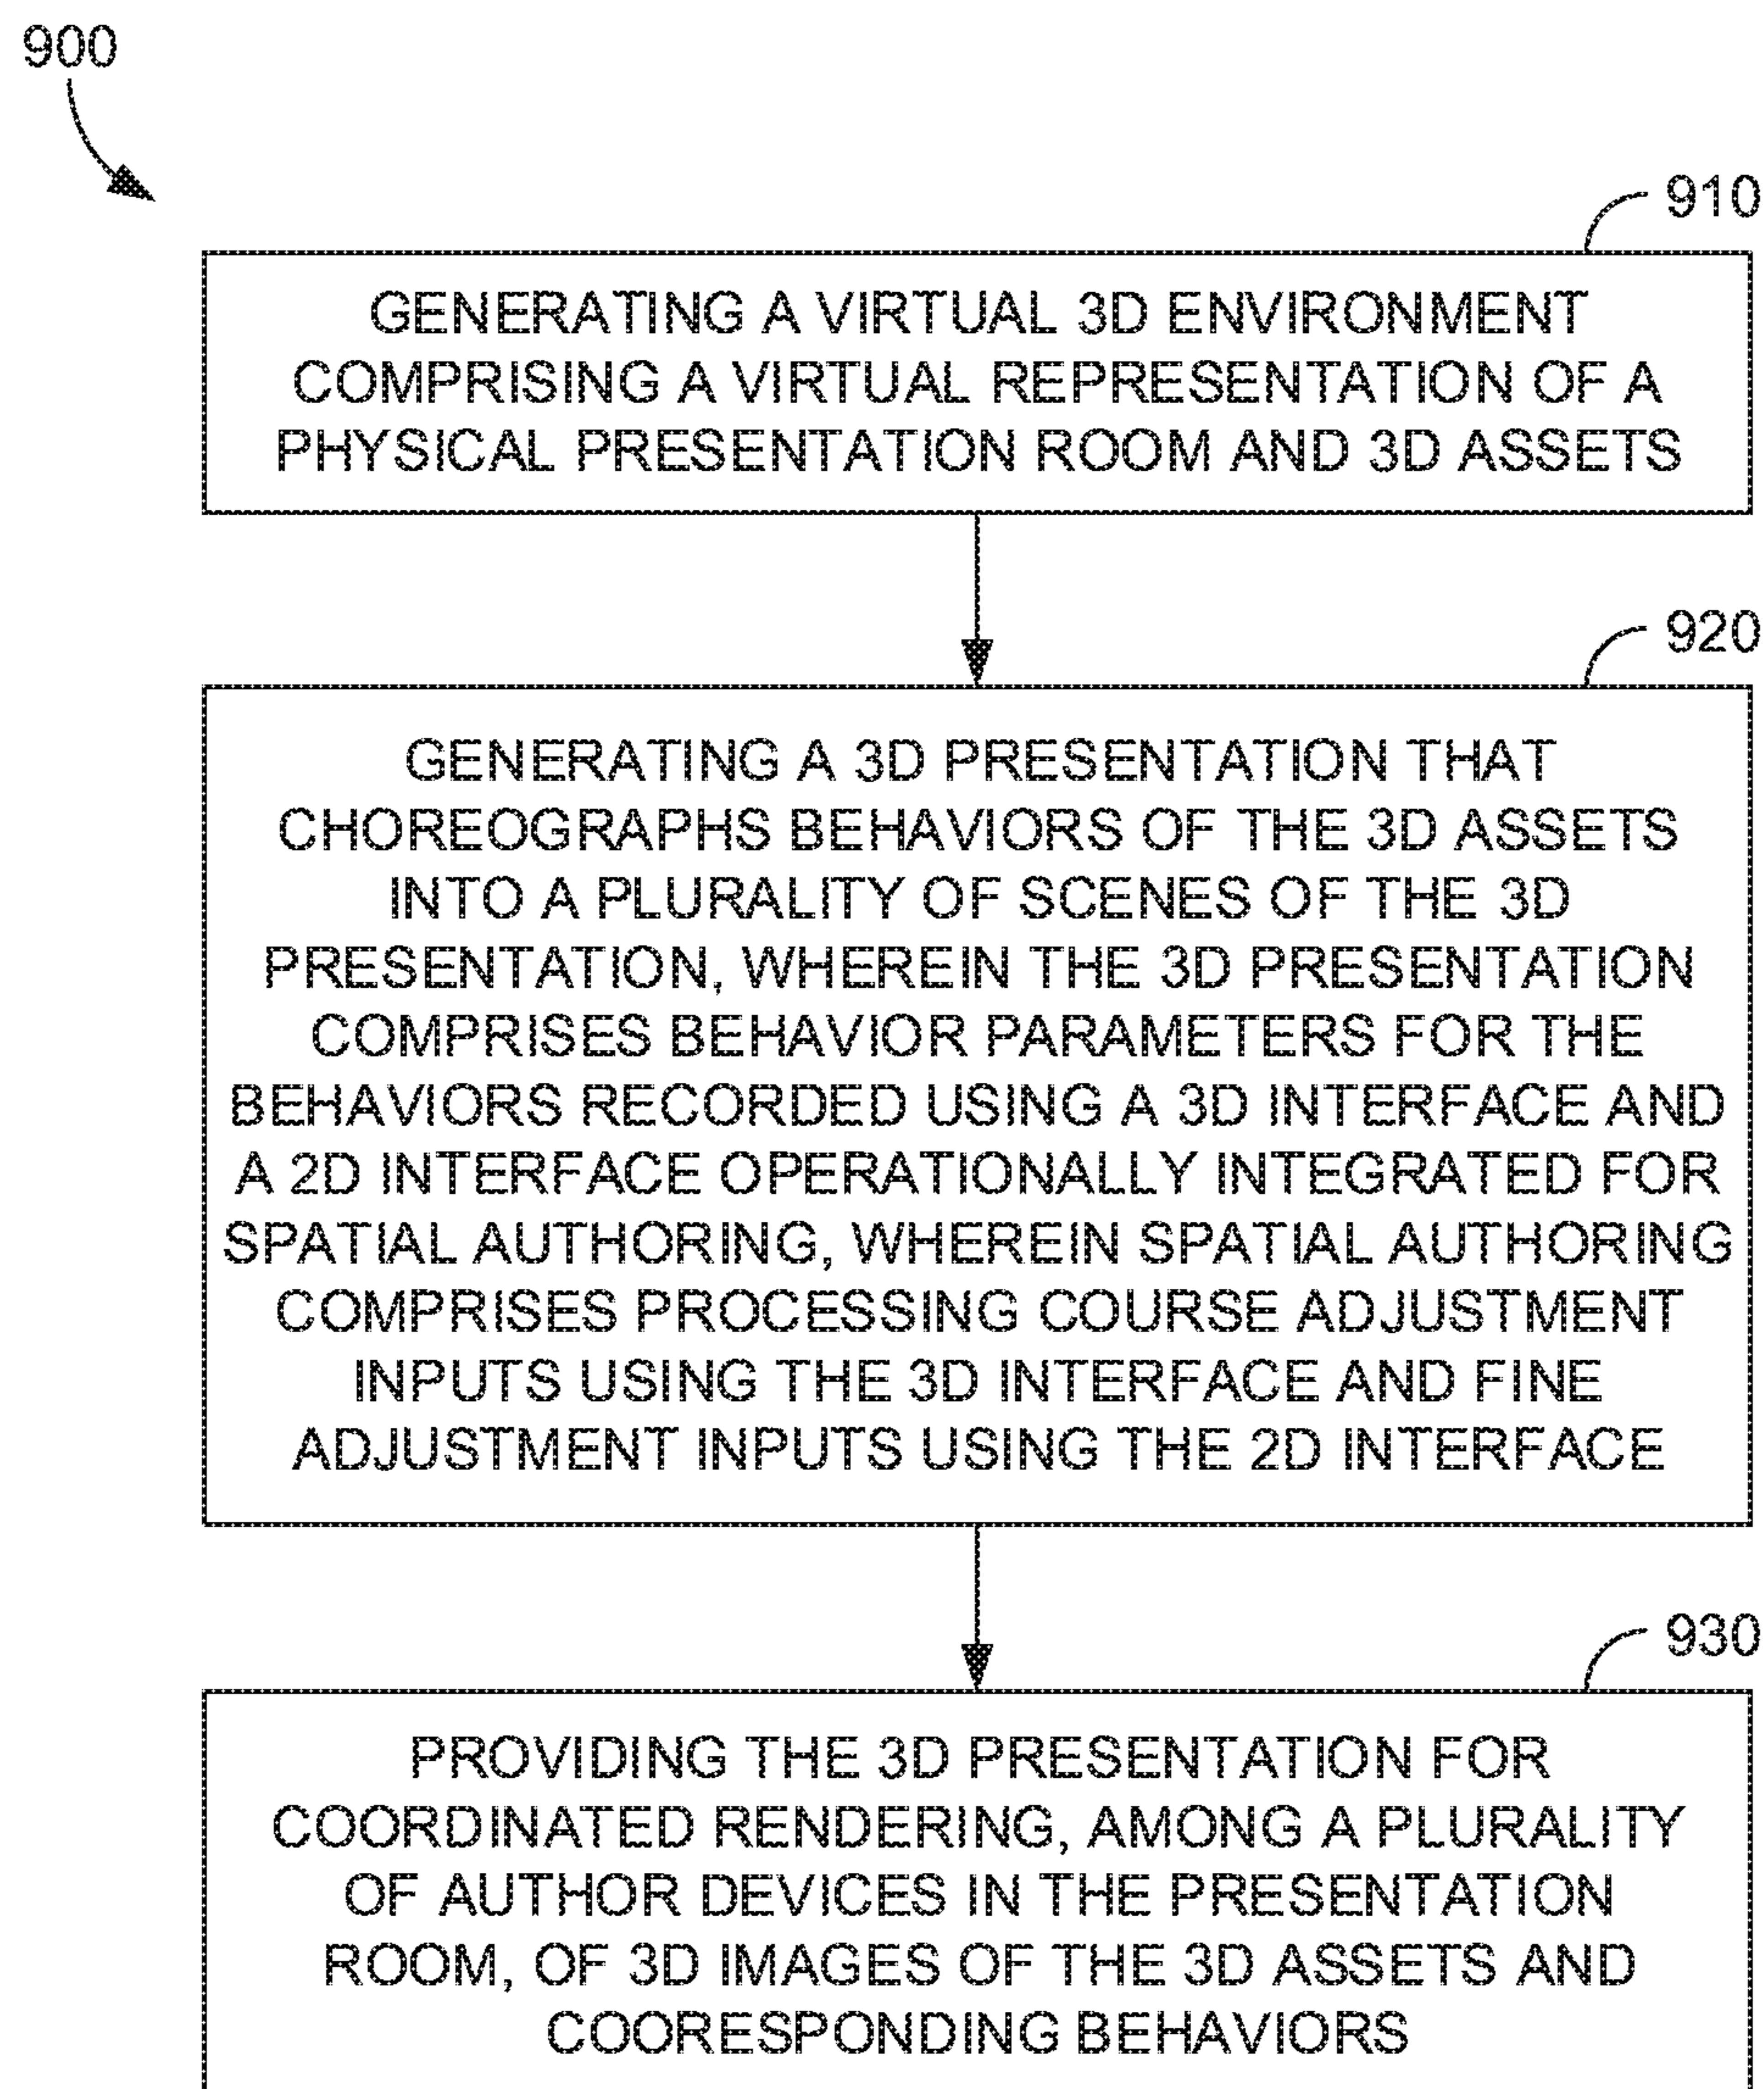 900
910
GENERATING A VIRTUAL 3D ENVIRONMENT
COMPRISING A VIRTUAL REPRESENTATION OF A
PHYSICAL PRESENTATION ROOM AND 3D ASSETS
920
GENERATING A 3D PRESENTATION THAT
CHOREOGRAPHS BEHAVIORS OF THE 3D ASSETS
INTO A PLURALITY OF SCENES OF THE 3D
PRESENTATION, WHEREIN THE 3D PRESENTATION
COMPRISES BEHAVIOR PARAMETERS FOR THE
BEHAVIORS RECORDED USING A 3D INTERFACE AND
A 2D INTERFACE OPERATIONALLY INTEGRATED FOR
SPATIAL AUTHORING, WHEREIN SPATIAL AUTHORING
COMPRISES PROCESSING COURSE ADJUSTMENT
INPUTS USING THE 3D INTERFACE AND FINE
ADJUSTMENT INPUTS USING THE 2D INTERFACE
930
PROVIDING THE 3D PRESENTATION FOR
COORDINATED RENDERING, AMONG A PLURALITY
OF AUTHOR DEVICES IN THE PRESENTATION
ROOM, OF 3D IMAGES OF THE 3D ASSETS AND
COORESPONDING BEHAVIORS